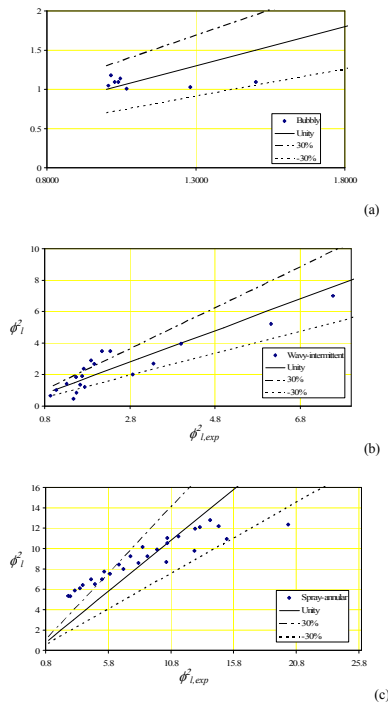 2
1.5
1
0.5
0
Bubbly
Unity
30%
-30%
0.8000 1.3000 1.8000
(a)
10
8
6
4
2
0
ϕ²l
Wavy-intermittent
Unity
30%
-30%
0.8 2.8 4.8 6.8
ϕ²l,exp
(b)
16
14
12
10
8
6
4
2
0
ϕ²l
Spray-annular
Unity
30%
-30%
0.8 5.8 10.8 15.8 20.8 25.8
ϕ²l,exp
(c)